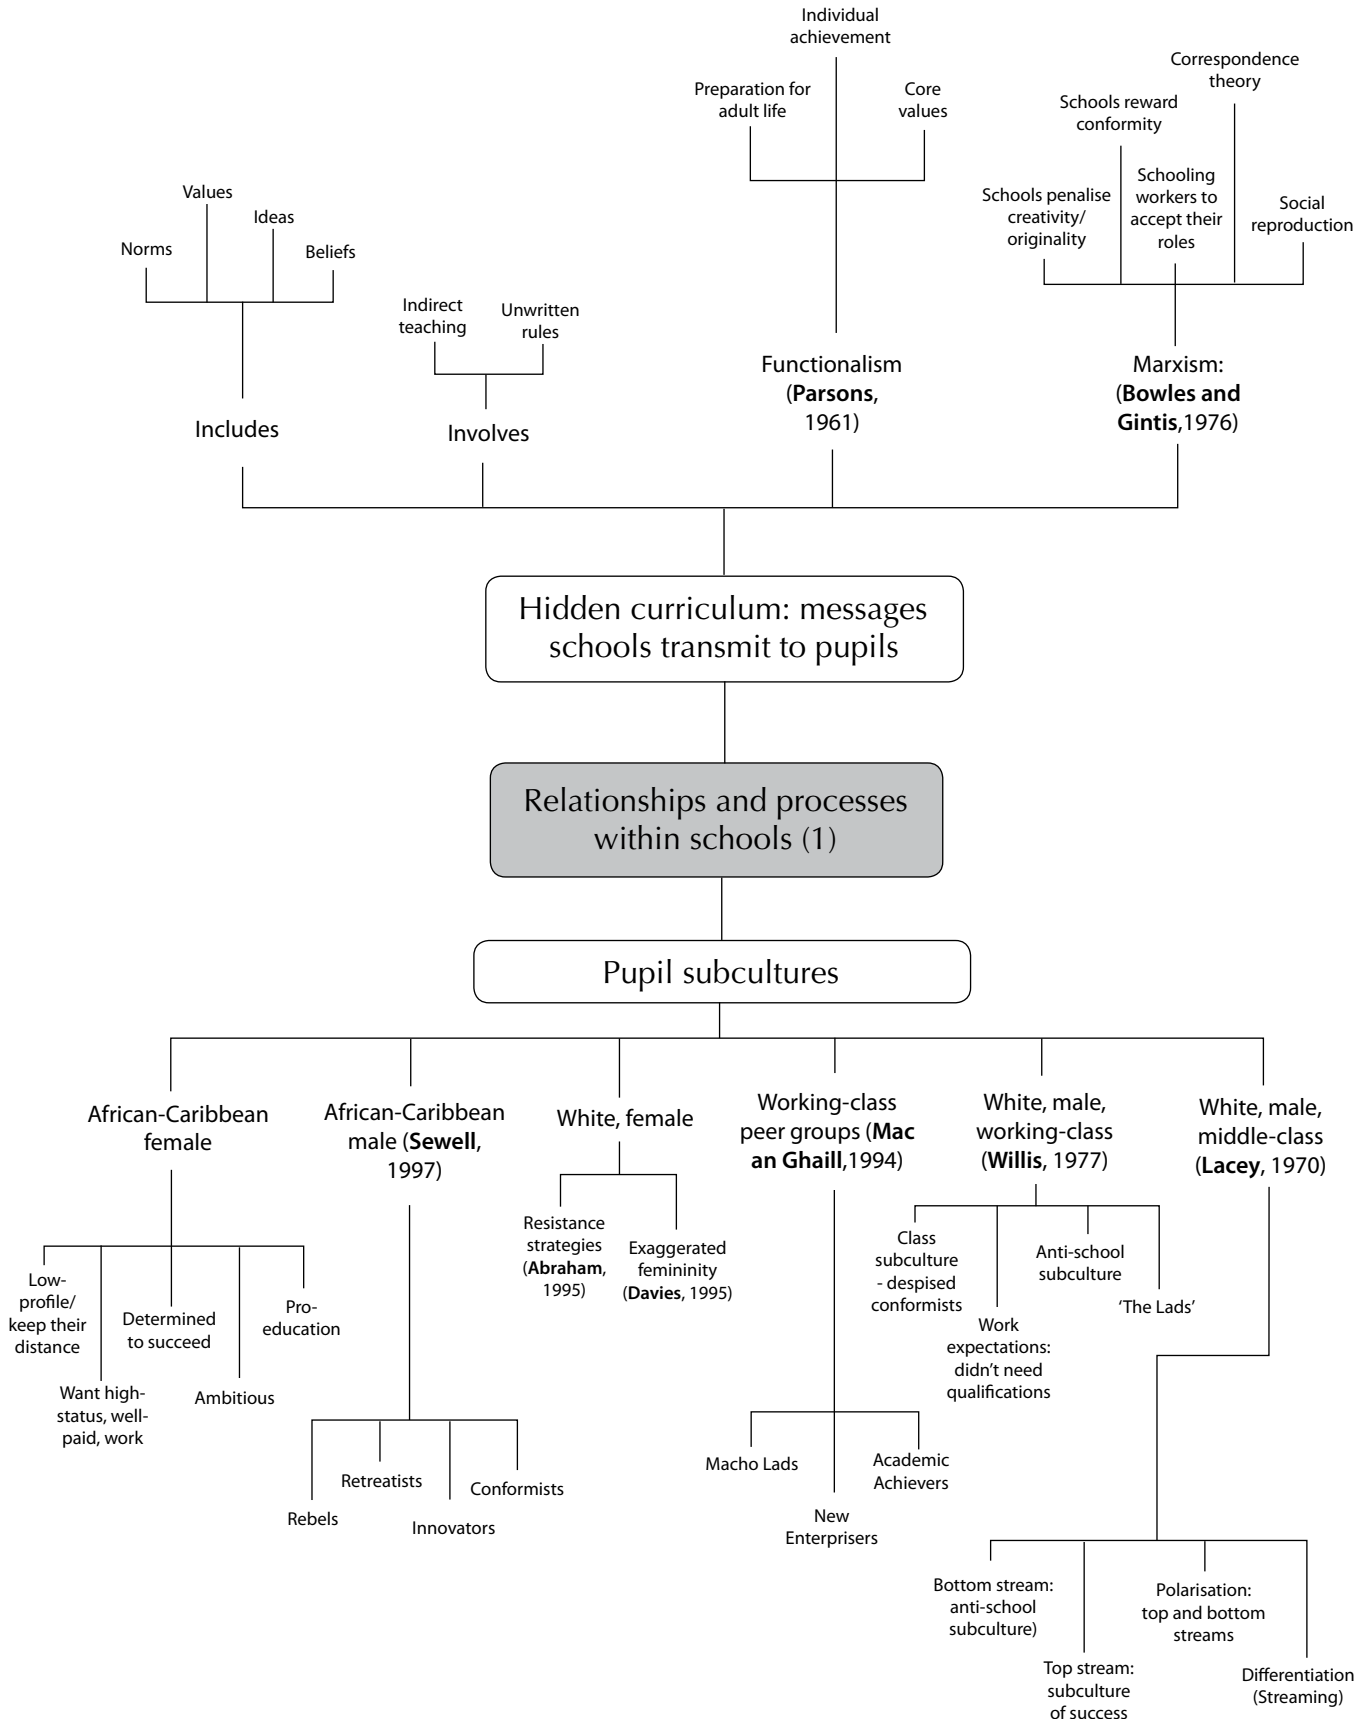 Individual
achievement
Preparation for
adult life
Core
values
Correspondence
theory
Schools reward
conformity
Schools penalise
creativity/
originality
Schooling
workers to
accept their
roles
Social
reproduction
Norms
Values
Ideas
Beliefs
Indirect
teaching
Unwritten
rules
Includes
Involves
Functionalism
(Parsons,
1961)
Marxism:
(Bowles and
Gintis,1976)
Hidden curriculum: messages
schools transmit to pupils
Relationships and processes
within schools (1)
Pupil subcultures
African-Caribbean
female
African-Caribbean
male (Sewell,
1997)
White, female
Working-class
peer groups (Mac
an Ghaill,1994)
White, male,
working-class
(Willis, 1977)
White, male,
middle-class
(Lacey, 1970)
Low-
profile/
keep their
distance
Want high-
status, well-
paid, work
Determined
to succeed
Ambitious
Pro-
education
Rebels
Retreatists
Innovators
Conformists
Resistance
strategies
(Abraham,
1995)
Exaggerated
femininity
(Davies, 1995)
Macho Lads
New
Enterprisers
Academic
Achievers
Class
subculture
- despised
conformists
Work
expectations:
didn't need
qualifications
Anti-school
subculture
‘The Lads’
Bottom stream:
anti-school
subculture)
Top stream:
subculture
of success
Polarisation:
top and bottom
streams
Differentiation
(Streaming)